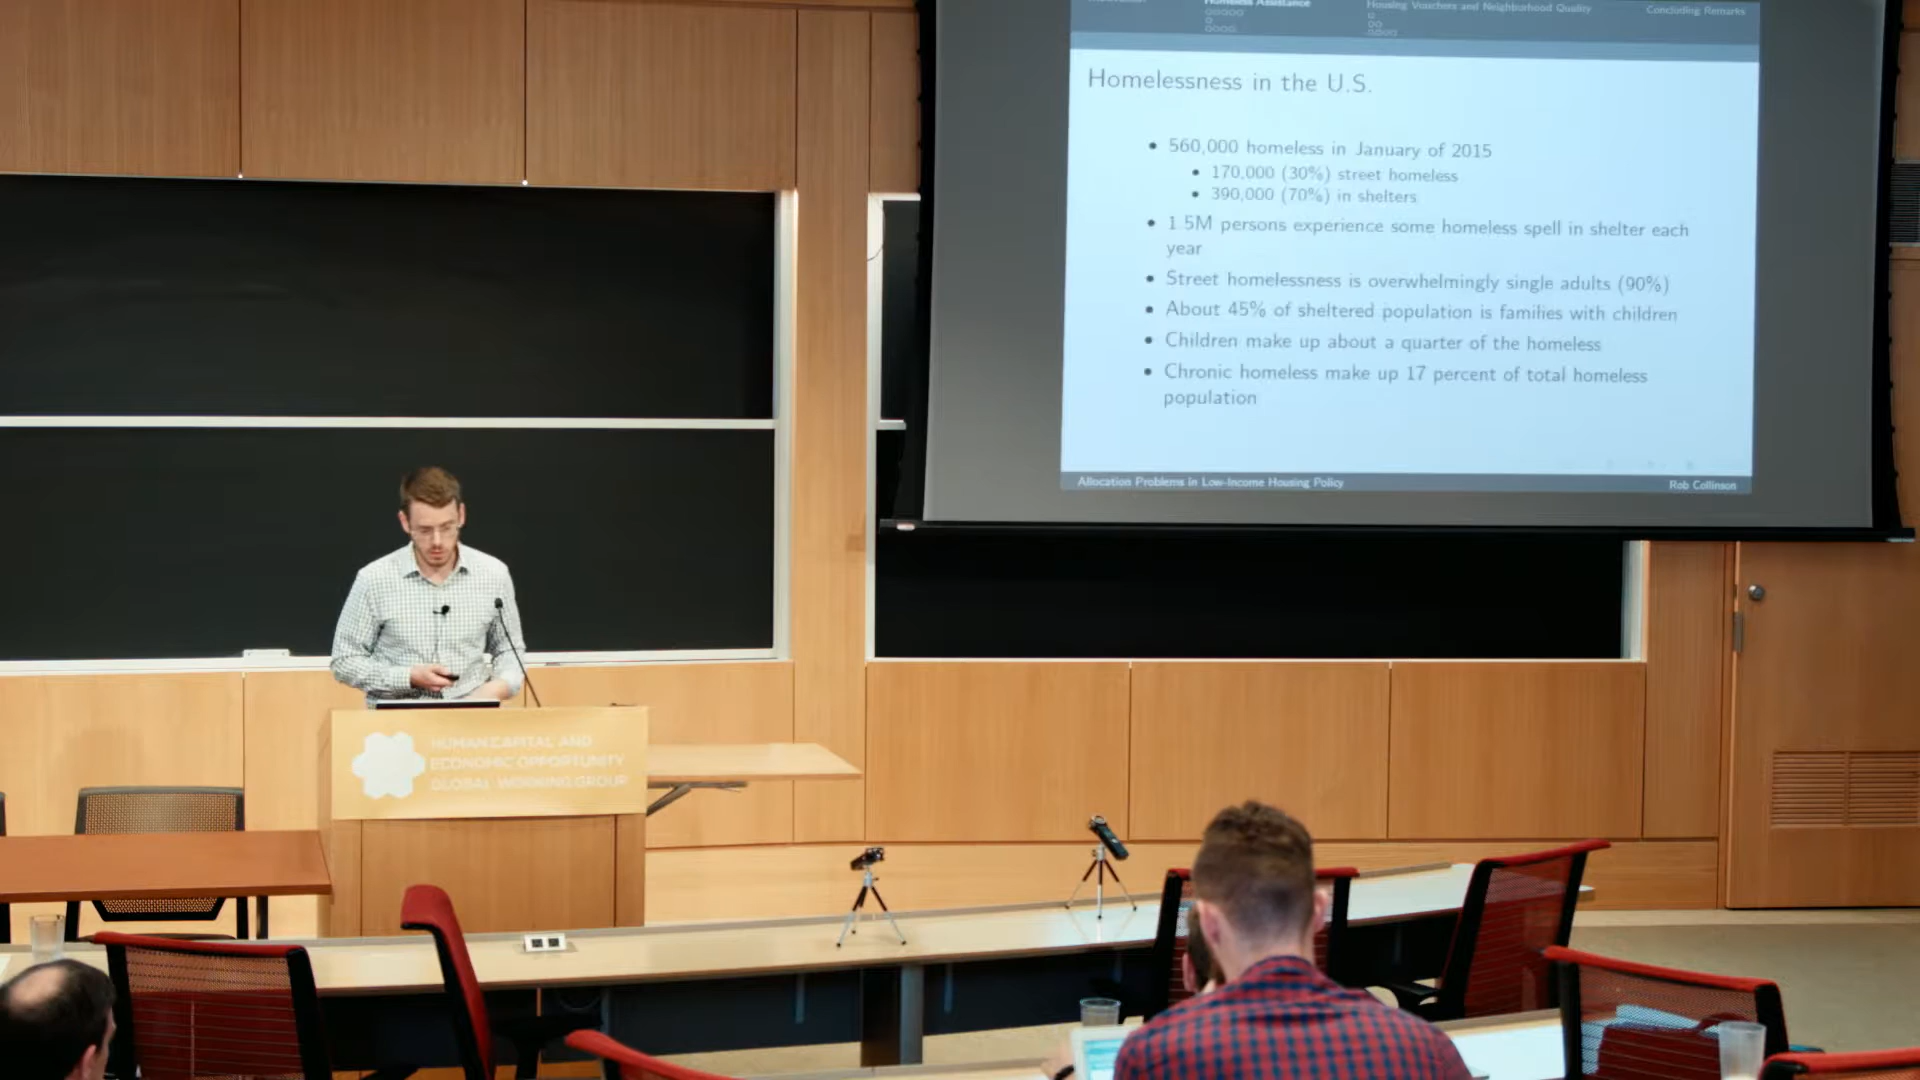 Homeless Assistance
Housing Vouchers and Neighborhood Quality
Concluding Remarks
Homelessness in the U.S.
• 560,000 homeless in January of 2015
• 170,000 (30%) street homeless
• 390,000 (70%) in shelters
• 1.5M persons experience some homeless spell in shelter each
year
• Street homelessness is overwhelmingly single adults (90%)
• About 45% of sheltered population is families with children
• Children make up about a quarter of the homeless
• Chronic homeless make up 17 percent of total homeless
population
Allocation Problems in Low-Income Housing Policy
Rob Collinson
HUMAN CAPITAL AND
ECONOMIC OPPORTUNITY
GLOBAL WORKING GROUP